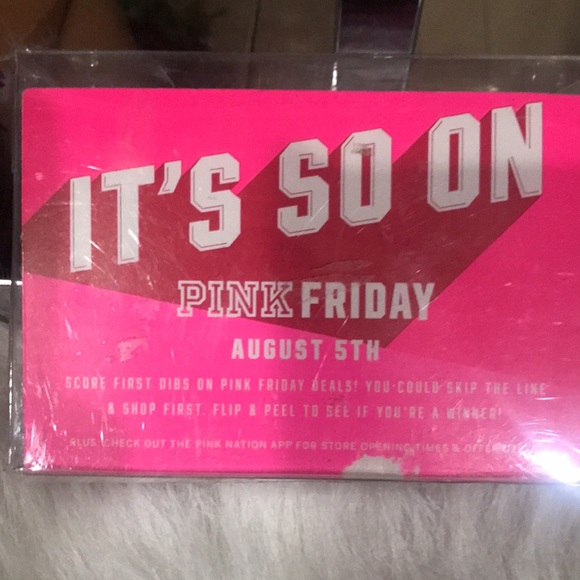 IT'S SO ON
PINK FRIDAY
AUGUST 5TH
SCORE FIRST DIBS ON PINK FRIDAY DEALS! YOU COULD SKIP THE LINE
& SHOP FIRST. FLIP & PEEL TO SEE IF YOU'RE A WINNER!
PLUS, CHECK OUT THE PINK NATION APP FOR STORE OPENING TIMES &